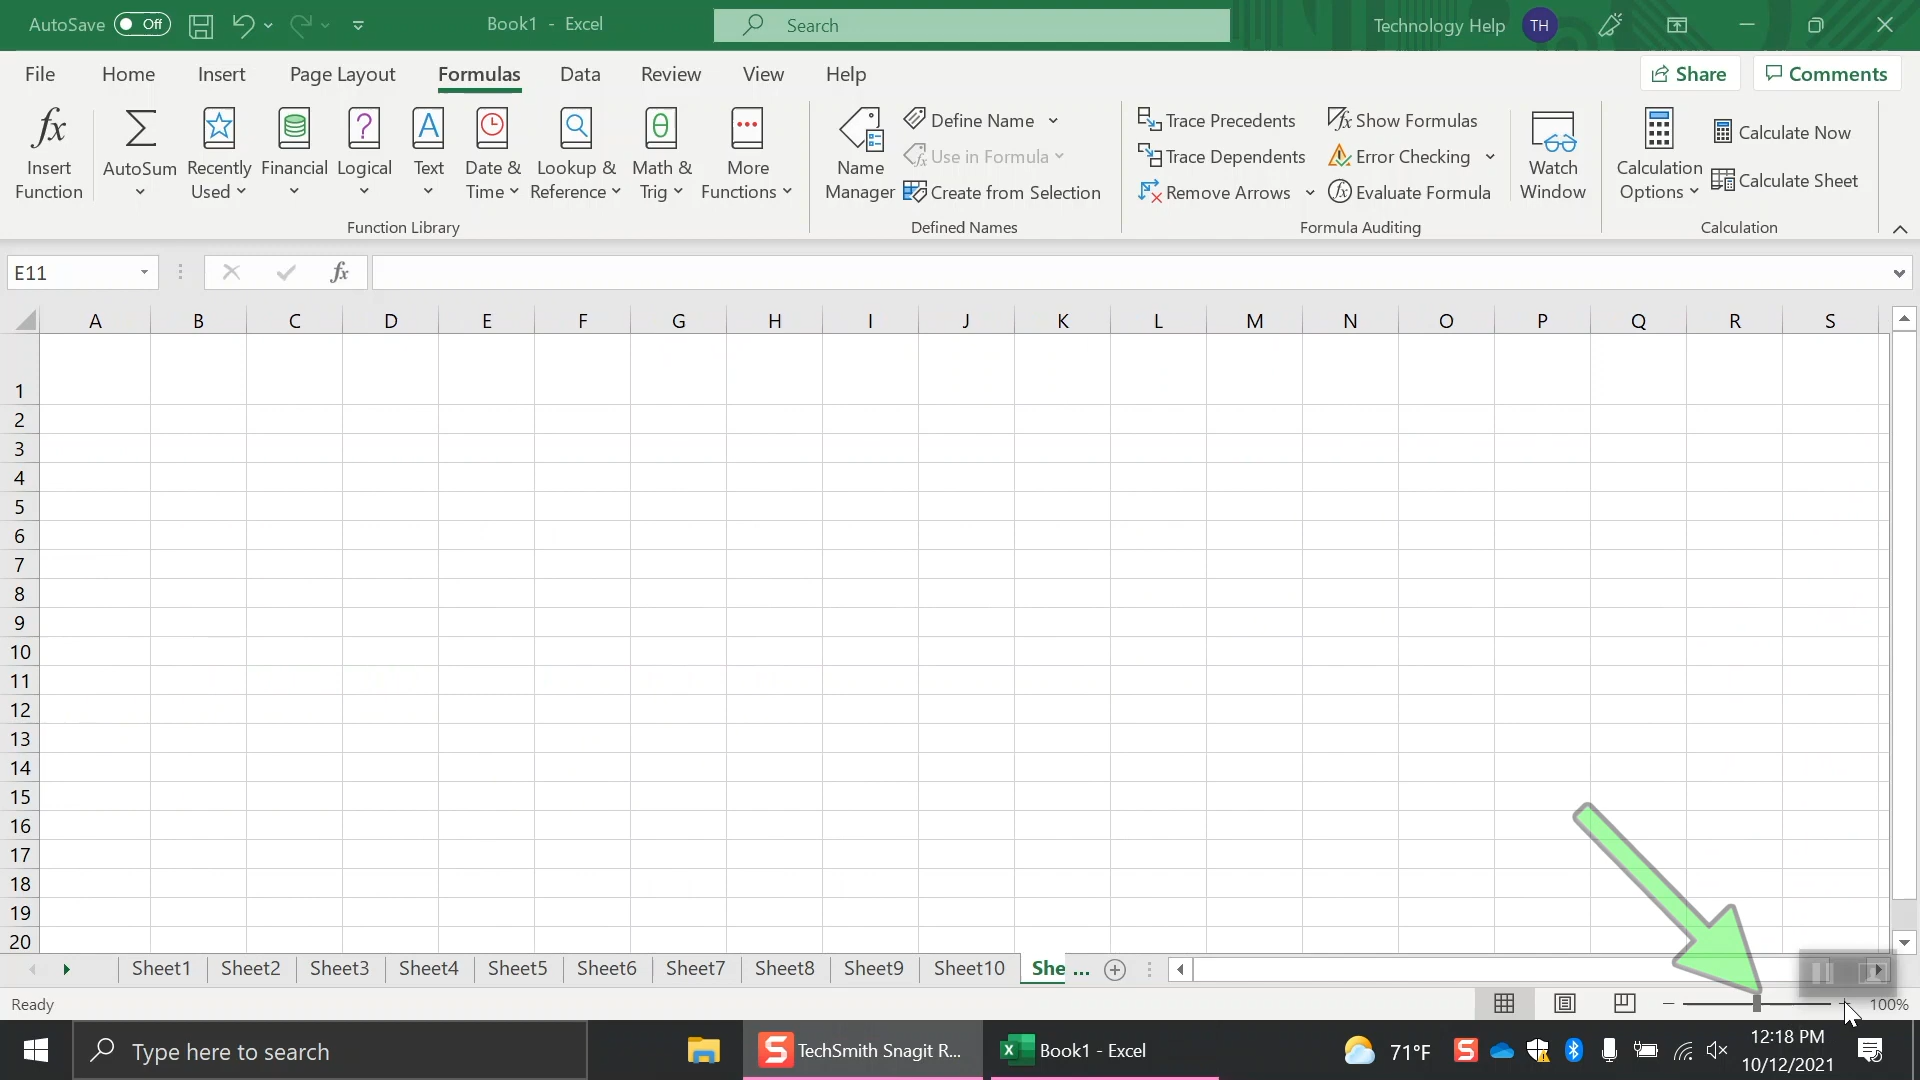 AutoSave Off Book1 - Excel Search Technology Help TH
File Home Insert Page Layout Formulas Data Review View Help Share Comments
fx Insert Function
AutoSum
Recently Used
Financial
Logical
Text
Date & Time
Lookup & Reference
Math & Trig
More Functions
Function Library
Name Manager
Define Name
Use in Formula
Create from Selection
Defined Names
Trace Precedents
Trace Dependents
Remove Arrows
Show Formulas
Error Checking
Evaluate Formula
Formula Auditing
Watch Window
Calculation Options
Calculate Now
Calculate Sheet
Calculation
E11 fx
A B C D E F G H I J K L M N O P Q R S
1
2
3
4
5
6
7
8
9
10
11
12
13
14
15
16
17
18
19
20
Sheet1 Sheet2 Sheet3 Sheet4 Sheet5 Sheet6 Sheet7 Sheet8 Sheet9 Sheet10 She ...
Ready 100%
Type here to search TechSmith Snagit R... Book1 - Excel 71°F 12:18 PM
10/12/2021